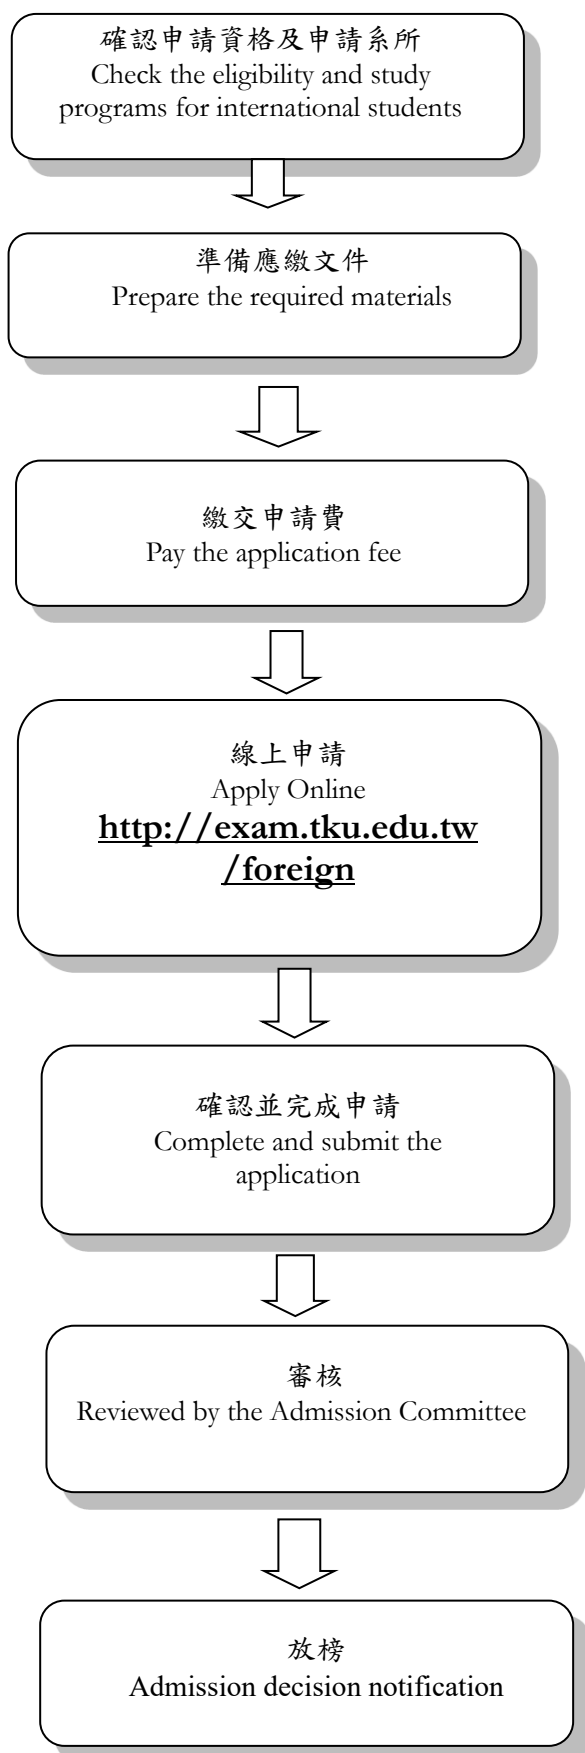 確認申請資格及申請系所
Check the eligibility and study
programs for international students
準備應繳文件
Prepare the required materials
繳交申請費
Pay the application fee
線上申請
Apply Online
http://exam.tku.edu.tw
/foreign
確認並完成申請
Complete and submit the
application
審核
Reviewed by the Admission Committee
放榜
Admission decision notification